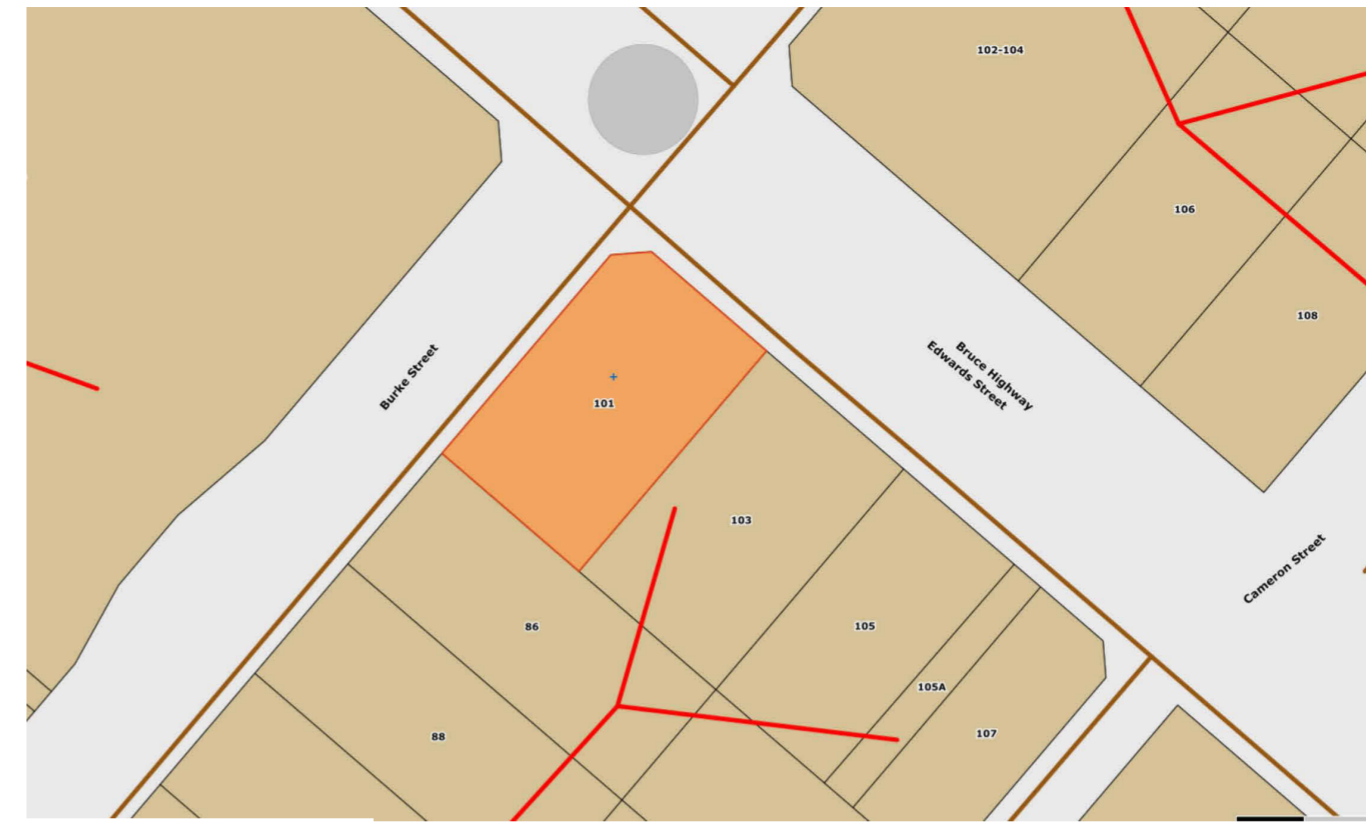 102-104
106
108
Bruce Highway
Edwards Street
Burke Street
101
103
Cameron Street
86
105
105A
88
107